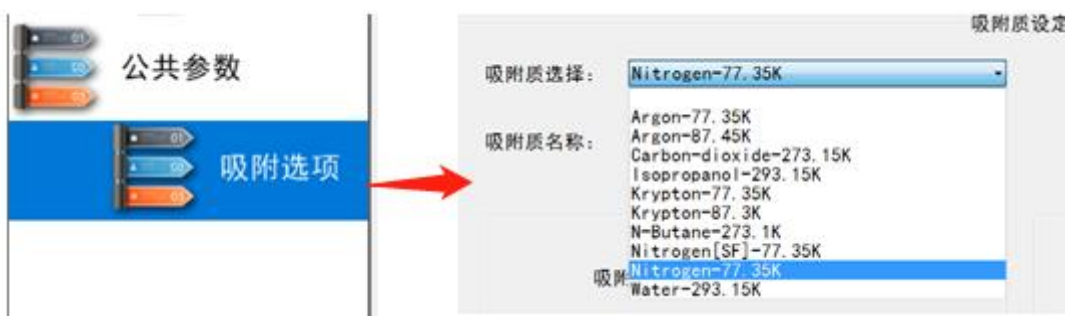 公共参数
吸附选项
吸附质设定
吸附质选择：
Nitrogen-77.35K
吸附质名称：
Argon-77.35K
Argon-87.45K
Carbon-dioxide-273.15K
Isopropanol-293.15K
Krypton-77.35K
Krypton-87.3K
N-Butane-273.1K
Nitrogen[SF]-77.35K
Nitrogen-77.35K
Water-293.15K
吸